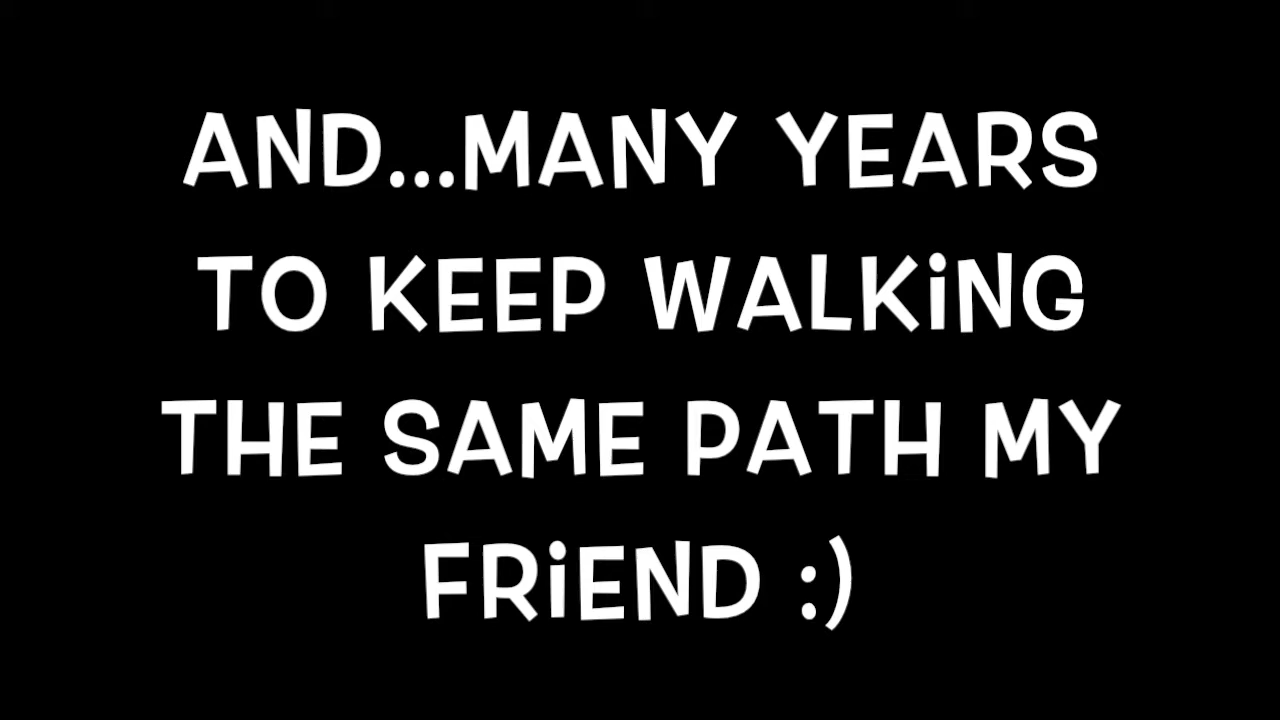 AND...MANY YEARS
TO KEEP WALKiNG
THE SAME PATH MY
FRiEND :)